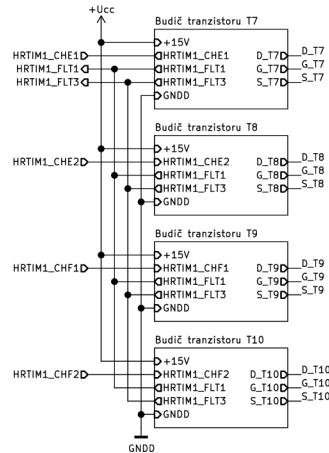 +Ucc
Budič tranzistoru T7
+15V
HRTIM1_CHE1 HRTIM1_CHE1 D_T7 D_T7
HRTIM1_FLT1 HRTIM1_FLT1 G_T7 G_T7
HRTIM1_FLT3 HRTIM1_FLT3 S_T7 S_T7
GNDD
Budič tranzistoru T8
+15V
HRTIM1_CHE2 HRTIM1_CHE2 D_T8 D_T8
HRTIM1_FLT1 G_T8 G_T8
HRTIM1_FLT3 S_T8 S_T8
GNDD
Budič tranzistoru T9
+15V
HRTIM1_CHF1 HRTIM1_CHF1 D_T9 D_T9
HRTIM1_FLT1 G_T9 G_T9
HRTIM1_FLT3 S_T9 S_T9
GNDD
Budič tranzistoru T10
+15V
HRTIM1_CHF2 HRTIM1_CHF2 D_T10 D_T10
HRTIM1_FLT1 G_T10 G_T10
HRTIM1_FLT3 S_T10 S_T10
GNDD
GNDD